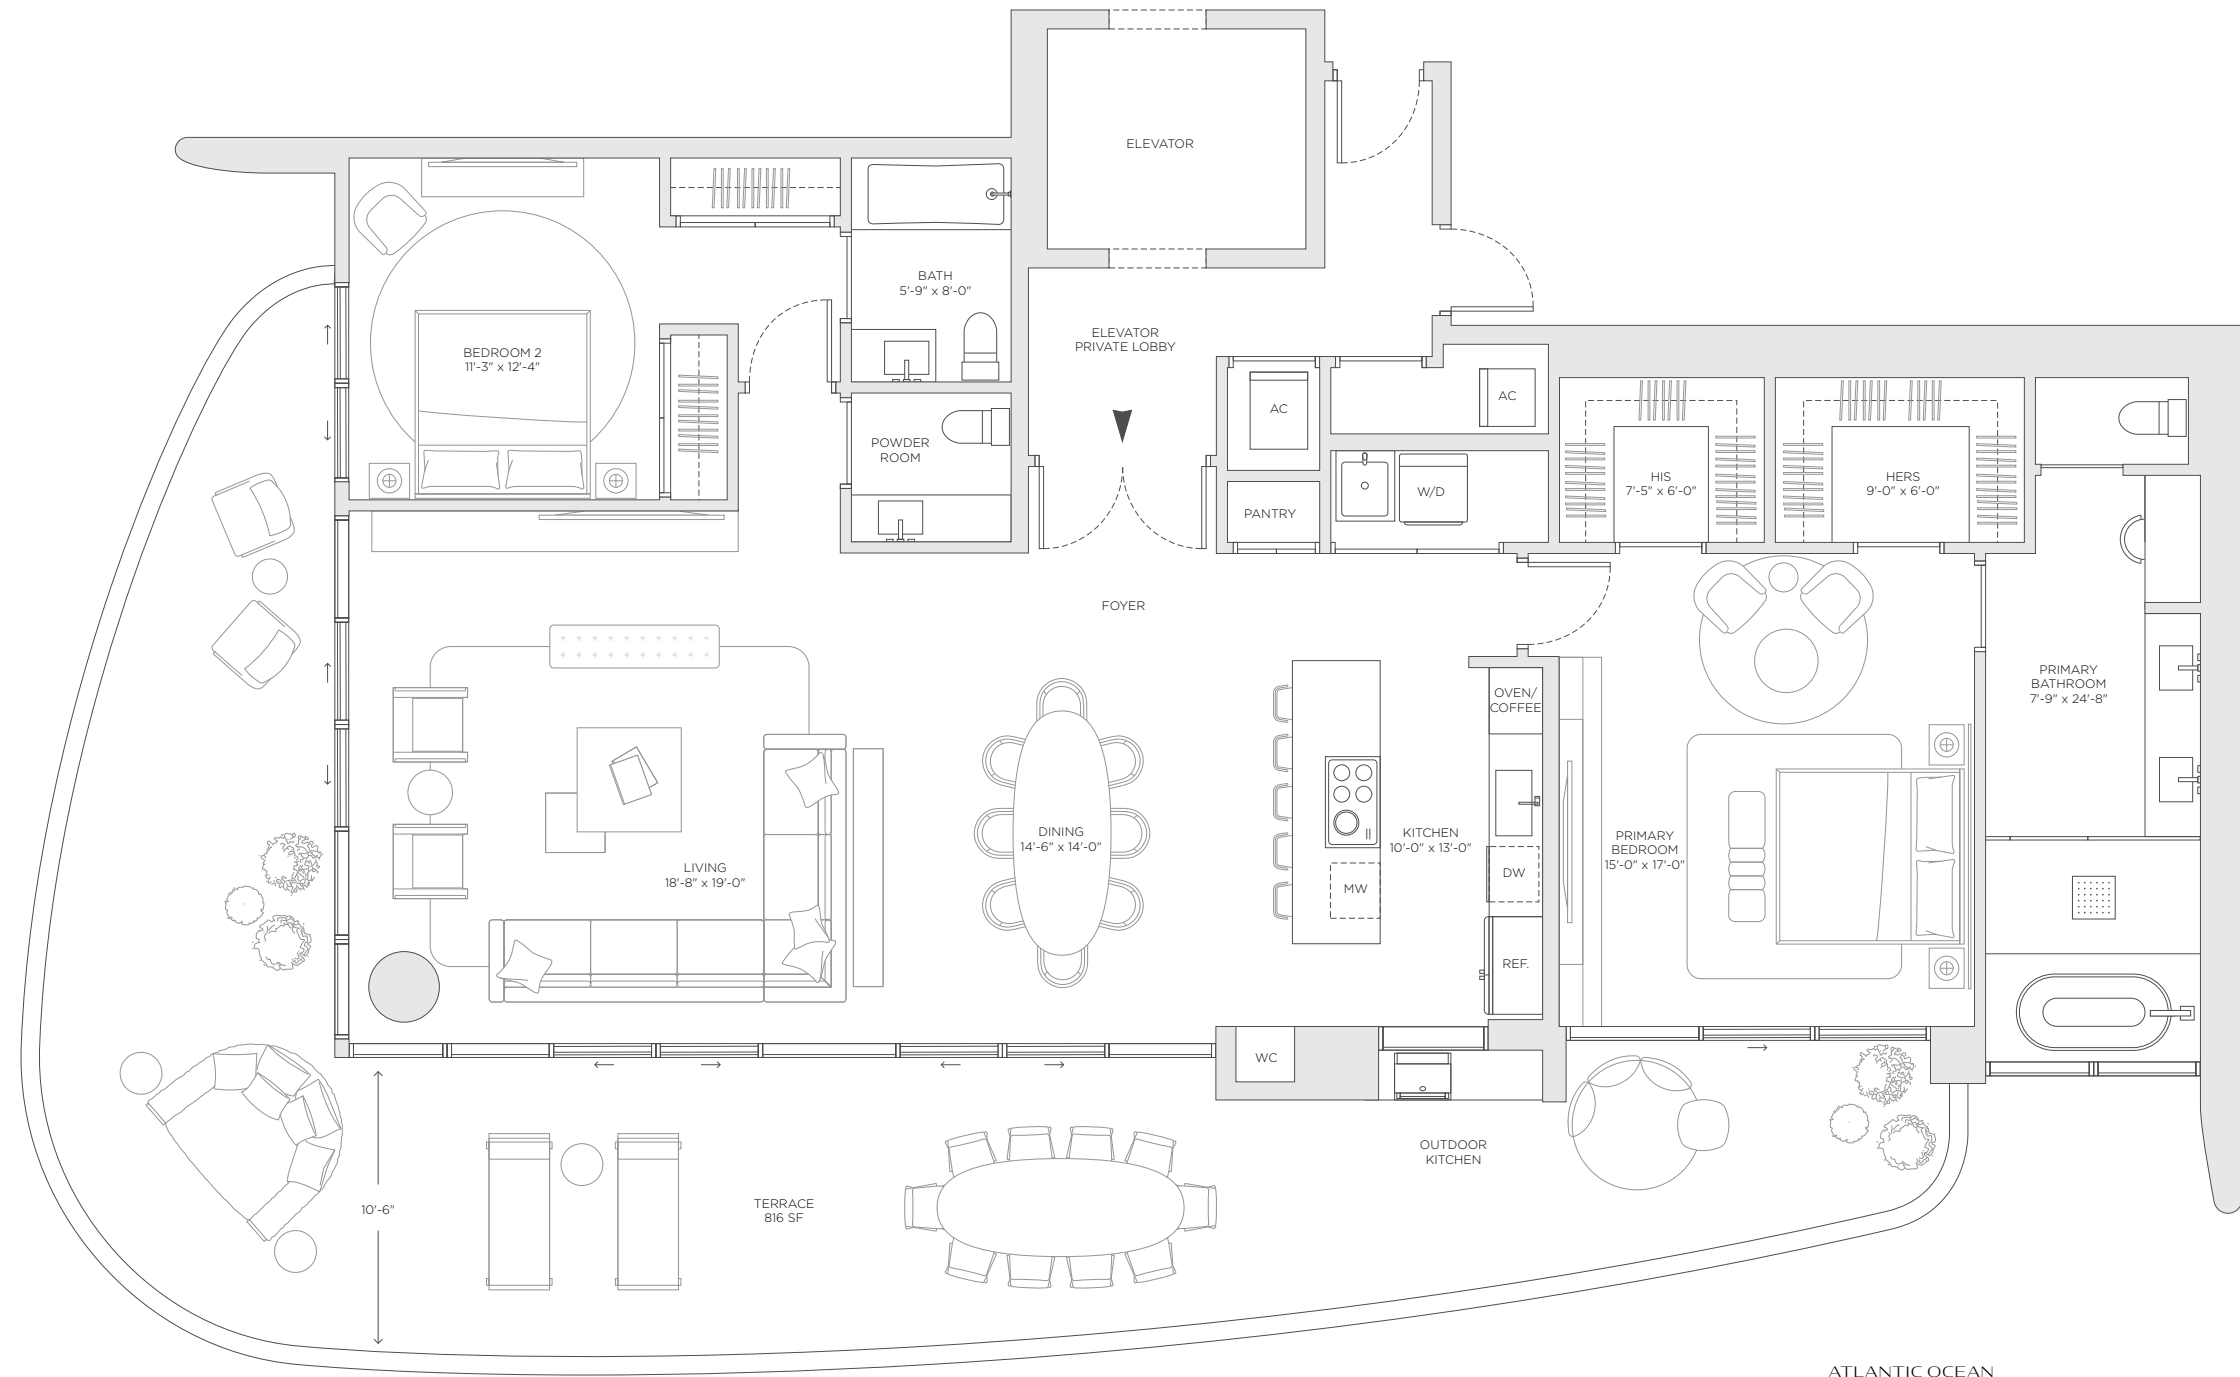 ELEVATOR
BATH
5'-9" x 8'-0"
ELEVATOR
PRIVATE LOBBY
BEDROOM 2
11'-3" x 12'-4"
AC
AC
POWDER
ROOM
HIS
7'-5" x 6'-0"
HERS
9'-0" x 6'-0"
W/D
PANTRY
FOYER
PRIMARY
BATHROOM
7'-9" x 24'-8"
OVEN/
COFFEE
DINING
14'-6" x 14'-0"
KITCHEN
10'-0" x 13'-0"
PRIMARY
BEDROOM
15'-0" x 17'-0"
LIVING
18'-8" x 19'-0"
DW
MW
REF.
WC
OUTDOOR
KITCHEN
TERRACE
816 SF
10'-6"
ATLANTIC OCEAN